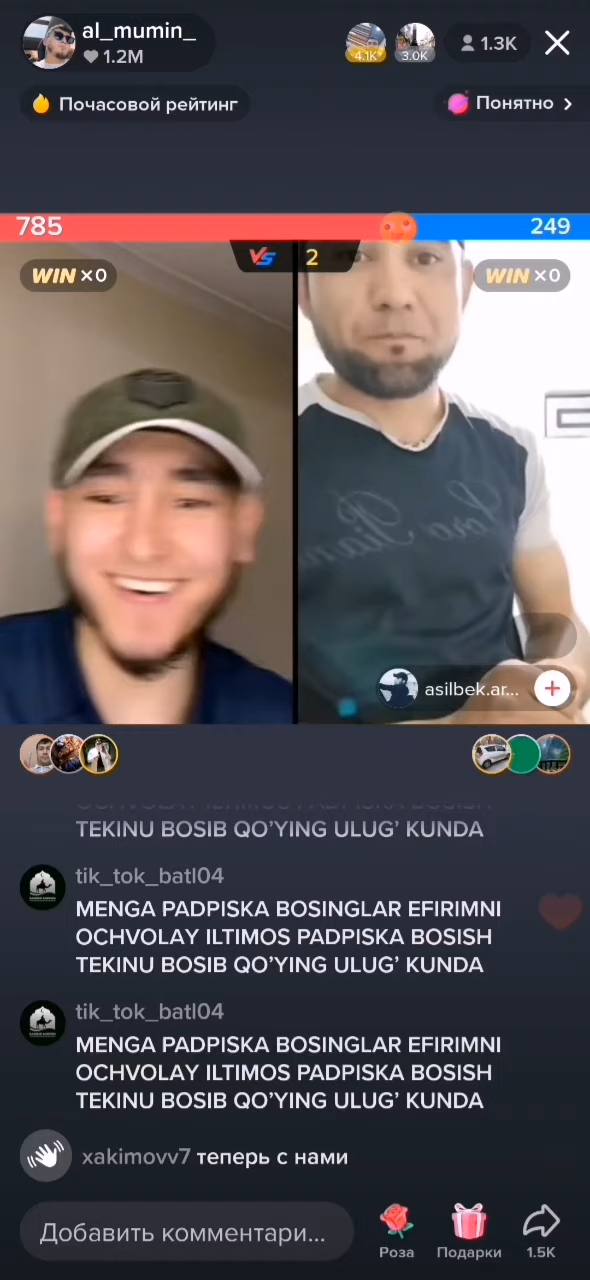 al_mumin_
1.2M
4.1K
3.0K
1.3K
Почасовой рейтинг
Понятно
785
249
VS 2
WIN ×0
WIN ×0
asilbek.ar...
TEKINU BOSIB QO’YING ULUG’ KUNDA
tik_tok_batl04
MENGA PADPISKA BOSINGLAR EFIRIMNI
OCHVOLAY ILTIMOS PADPISKA BOSISH
TEKINU BOSIB QO’YING ULUG’ KUNDA
tik_tok_batl04
MENGA PADPISKA BOSINGLAR EFIRIMNI
OCHVOLAY ILTIMOS PADPISKA BOSISH
TEKINU BOSIB QO’YING ULUG’ KUNDA
xakimovv7 теперь с нами
Добавить комментари...
Роза
Подарки
1.5K